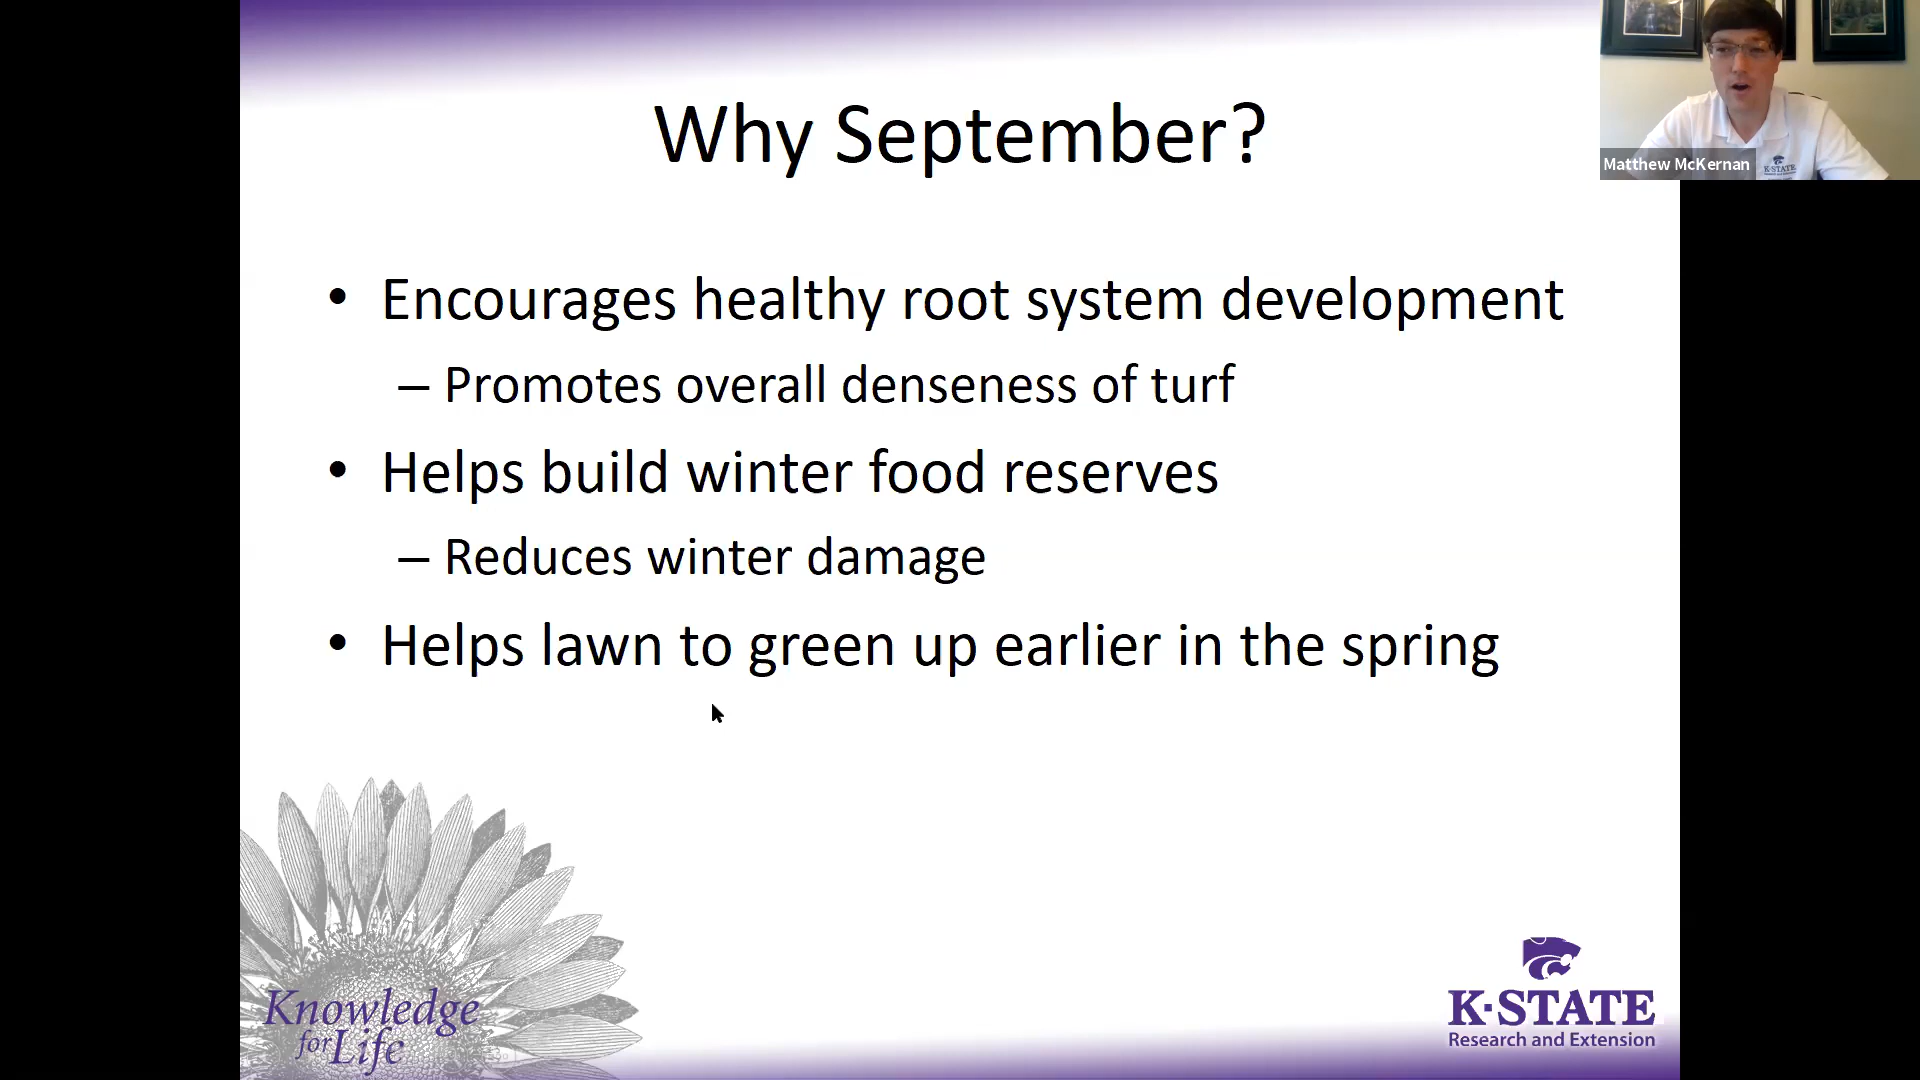 Why September?
Matthew McKernan
K-STATE
• Encourages healthy root system development
– Promotes overall denseness of turf
• Helps build winter food reserves
– Reduces winter damage
• Helps lawn to green up earlier in the spring
Knowledge
for Life
K·STATE
Research and Extension